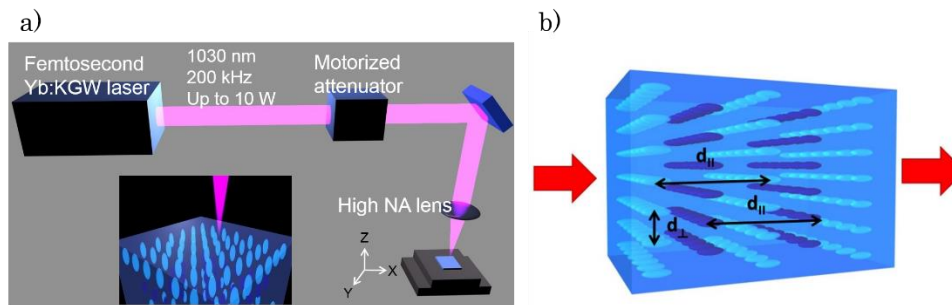 a)
Femtosecond
Yb:KGW laser
1030 nm
200 kHz
Up to 10 W
Motorized
attenuator
High NA lens
Z
X
Y
b)
d||
d||
d⊥